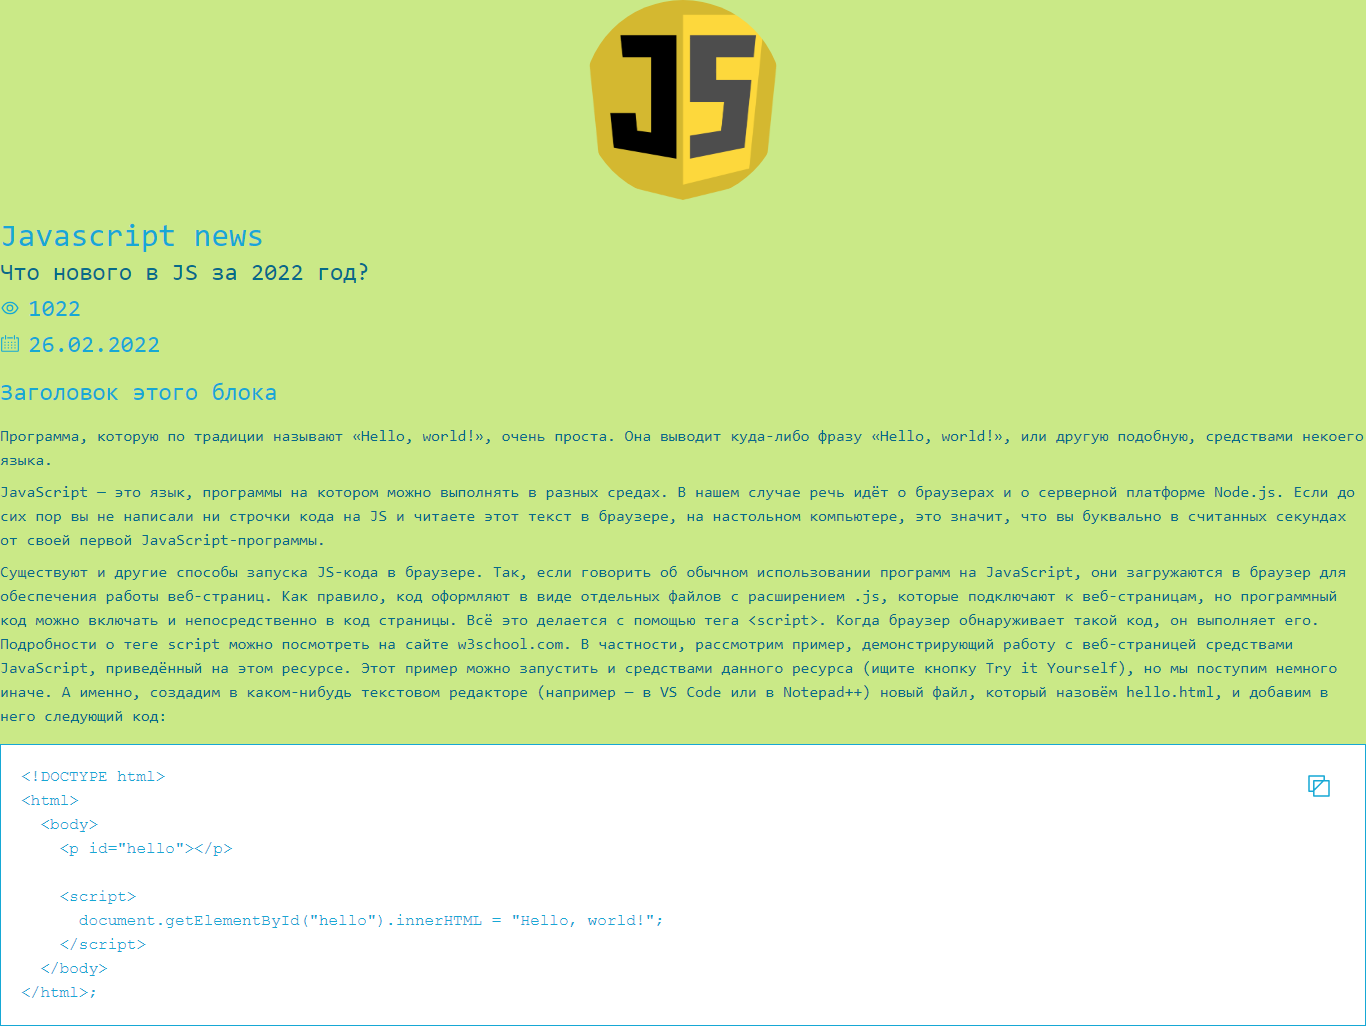 JS
Javascript news
Что нового в JS за 2022 год?
1022
26.02.2022
Заголовок этого блока
Программа, которую по традиции называют «Hello, world!», очень проста. Она выводит куда-либо фразу «Hello, world!», или другую подобную, средствами некоего
языка.
JavaScript — это язык, программы на котором можно выполнять в разных средах. В нашем случае речь идёт о браузерах и о серверной платформе Node.js. Если до
сих пор вы не написали ни строчки кода на JS и читаете этот текст в браузере, на настольном компьютере, это значит, что вы буквально в считанных секундах
от своей первой JavaScript-программы.
Существуют и другие способы запуска JS-кода в браузере. Так, если говорить об обычном использовании программ на JavaScript, они загружаются в браузер для
обеспечения работы веб-страниц. Как правило, код оформляют в виде отдельных файлов с расширением .js, которые подключают к веб-страницам, но программный
код можно включать и непосредственно в код страницы. Всё это делается с помощью тега <script>. Когда браузер обнаруживает такой код, он выполняет его.
Подробности о теге script можно посмотреть на сайте w3school.com. В частности, рассмотрим пример, демонстрирующий работу с веб-страницей средствами
JavaScript, приведённый на этом ресурсе. Этот пример можно запустить и средствами данного ресурса (ищите кнопку Try it Yourself), но мы поступим немного
иначе. А именно, создадим в каком-нибудь текстовом редакторе (например — в VS Code или в Notepad++) новый файл, который назовём hello.html, и добавим в
него следующий код:
<!DOCTYPE html>
<html>
  <body>
    <p id="hello"></p>
    <script>
      document.getElementById("hello").innerHTML = "Hello, world!";
    </script>
  </body>
</html>;